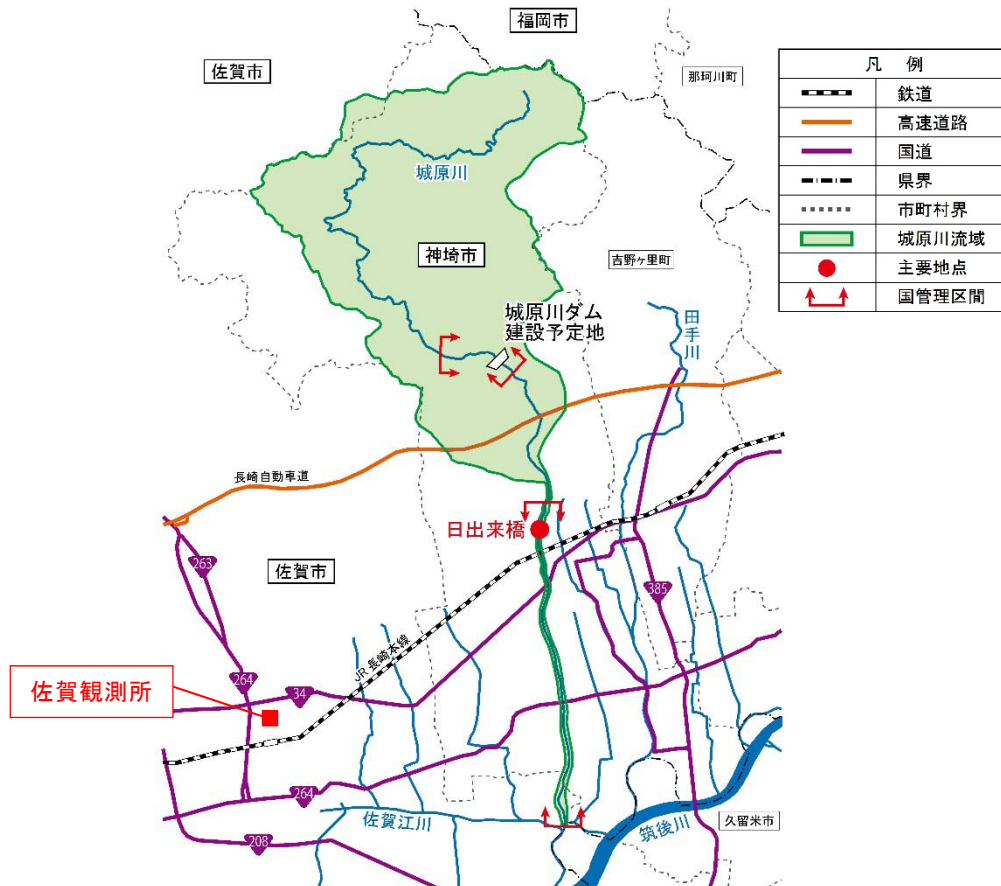 福岡市
佐賀市
那珂川町
凡 例
鉄道
高速道路
国道
県界
市町村界
城原川流域
主要地点
国管理区間
城原川
神埼市
吉野ヶ里町
城原川ダム
建設予定地
田手川
長崎自動車道
日出来橋
263
佐賀市
385
JR長崎本線
佐賀観測所
264
34
264
佐賀江川
筑後川
久留米市
208